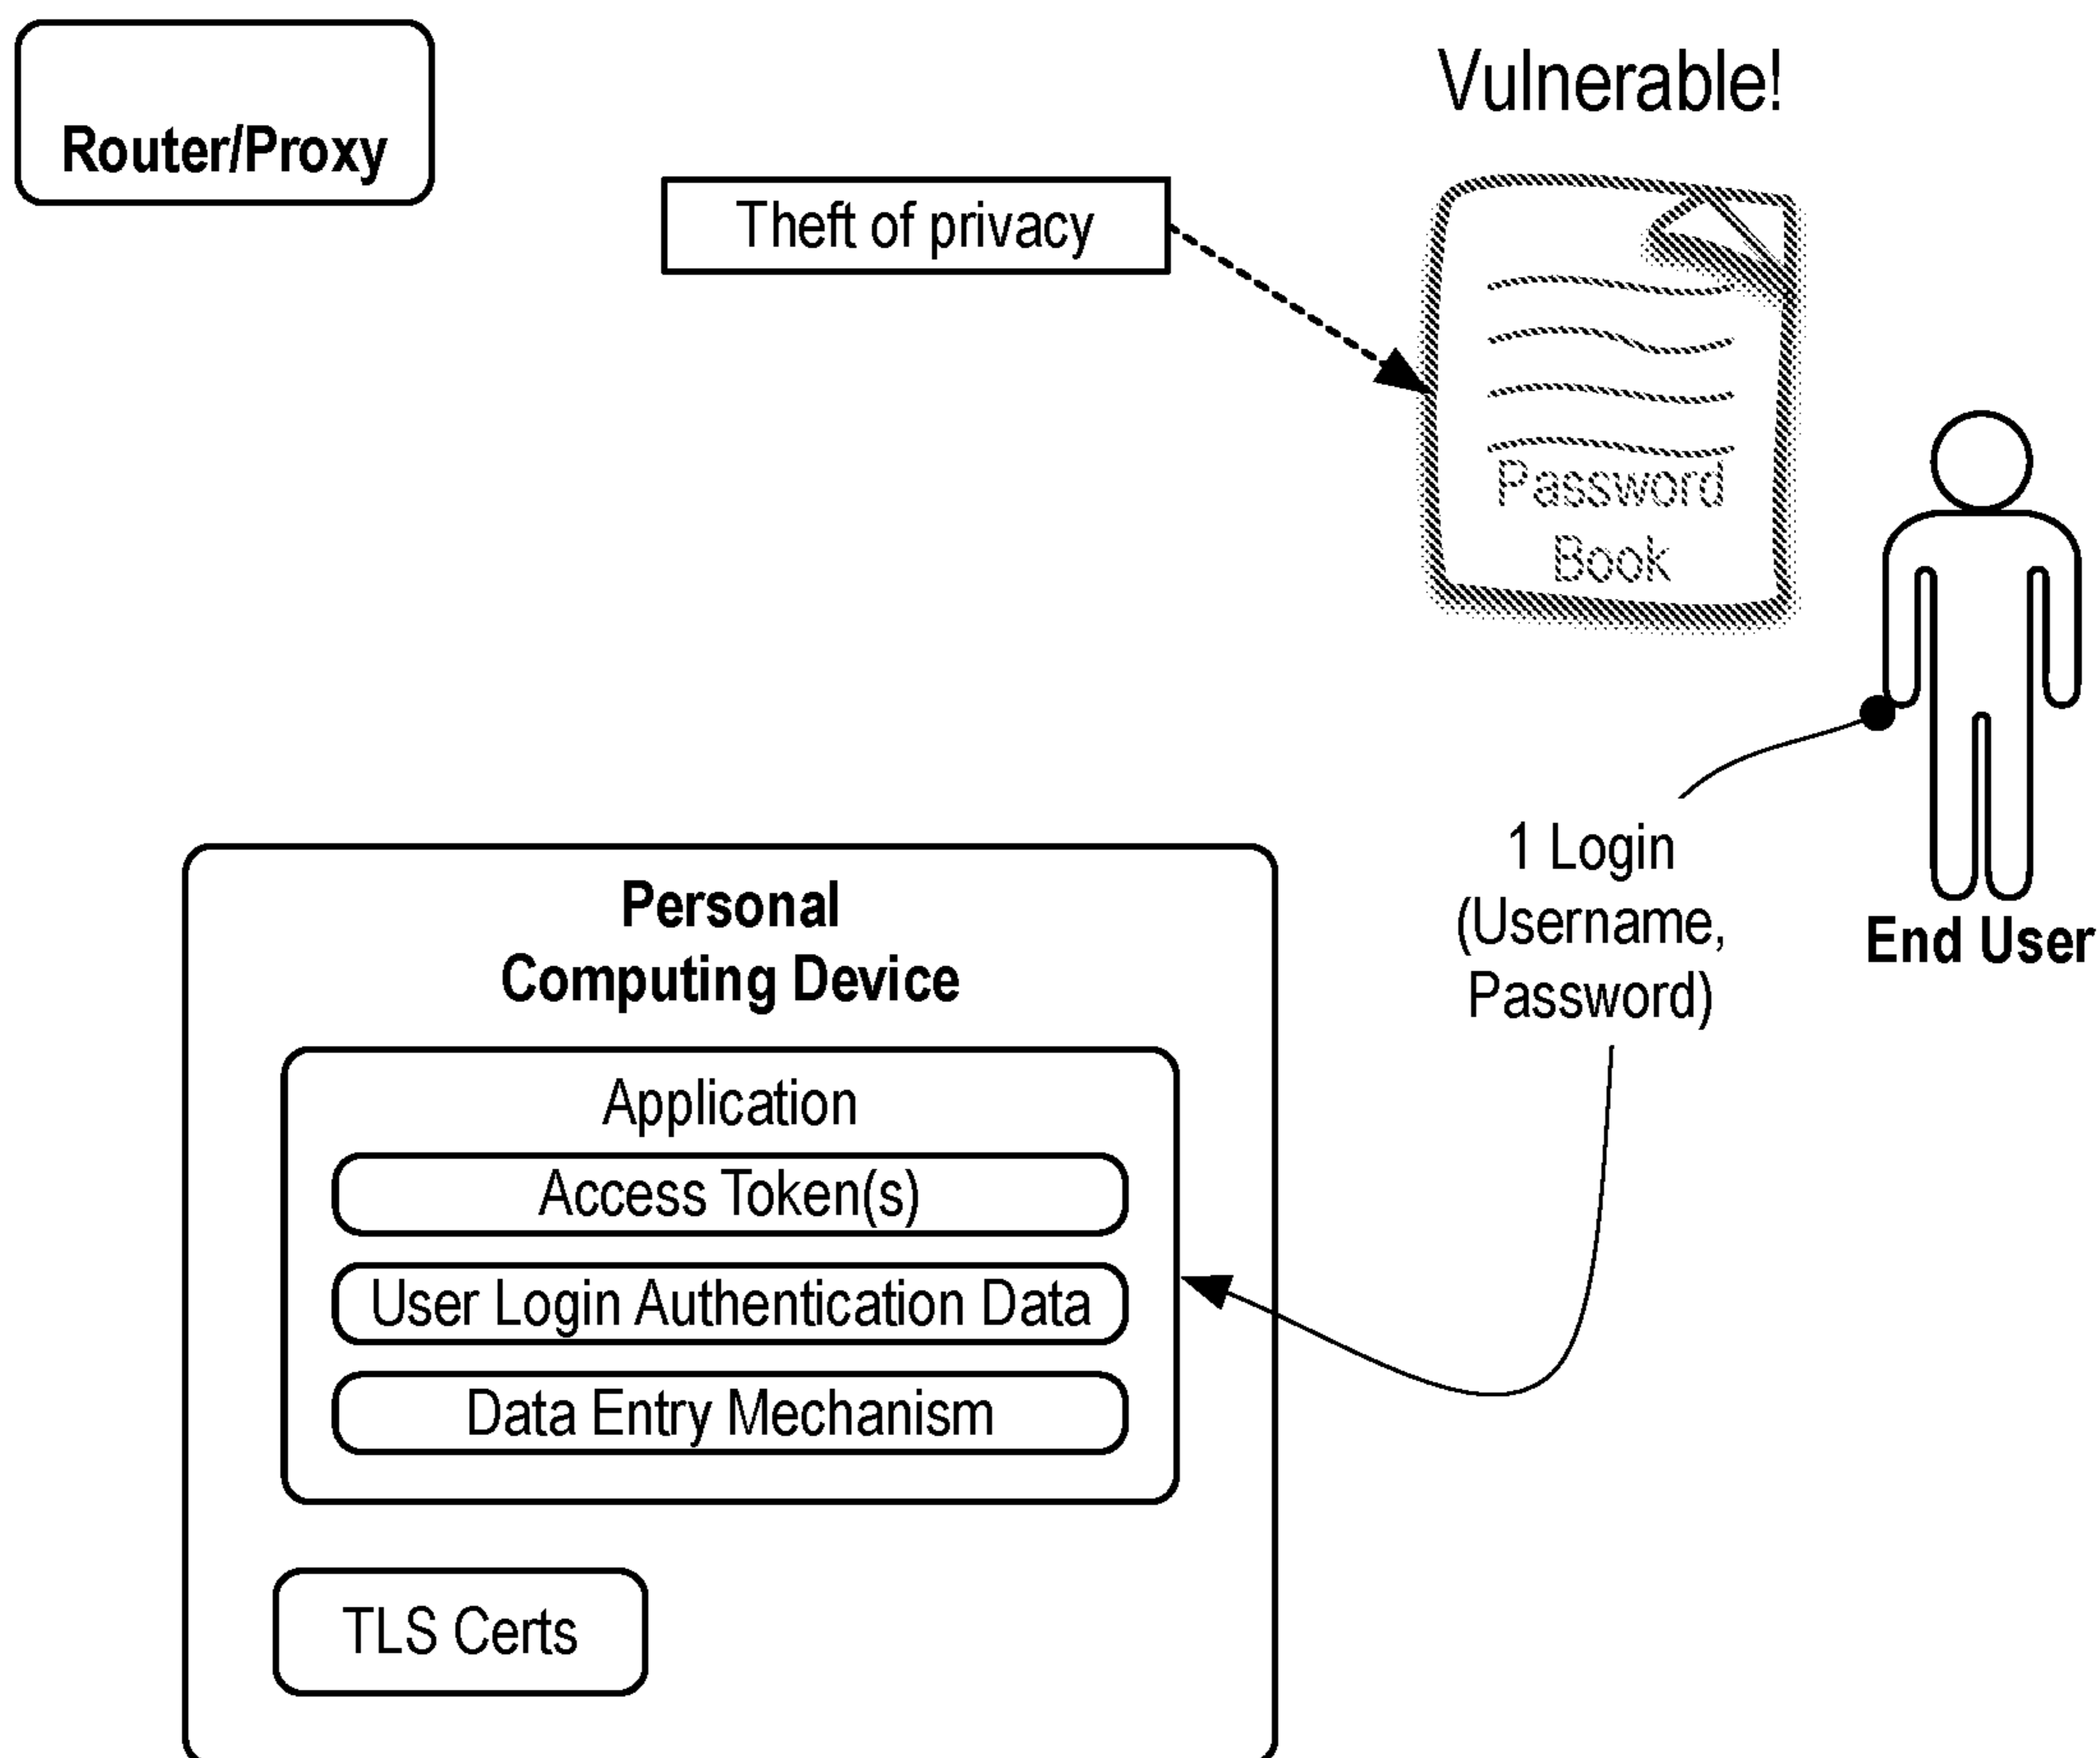 Router/Proxy
Vulnerable!
Theft of privacy
Password
Book
1 Login
(Username,
Password)
End User
Personal
Computing Device
Application
Access Token(s)
User Login Authentication Data
Data Entry Mechanism
TLS Certs